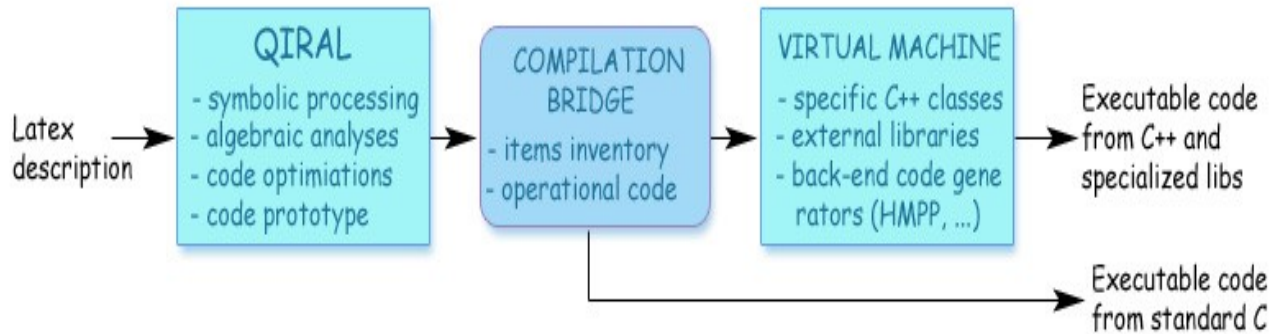 Latex
description
QIRAL
- symbolic processing
- algebraic analyses
- code optimiations
- code prototype
COMPILATION
BRIDGE
- items inventory
- operational code
VIRTUAL MACHINE
- specific C++ classes
- external libraries
- back-end code gene
rators (HMPP, ...)
Executable code
from C++ and
specialized libs
Executable code
from standard C